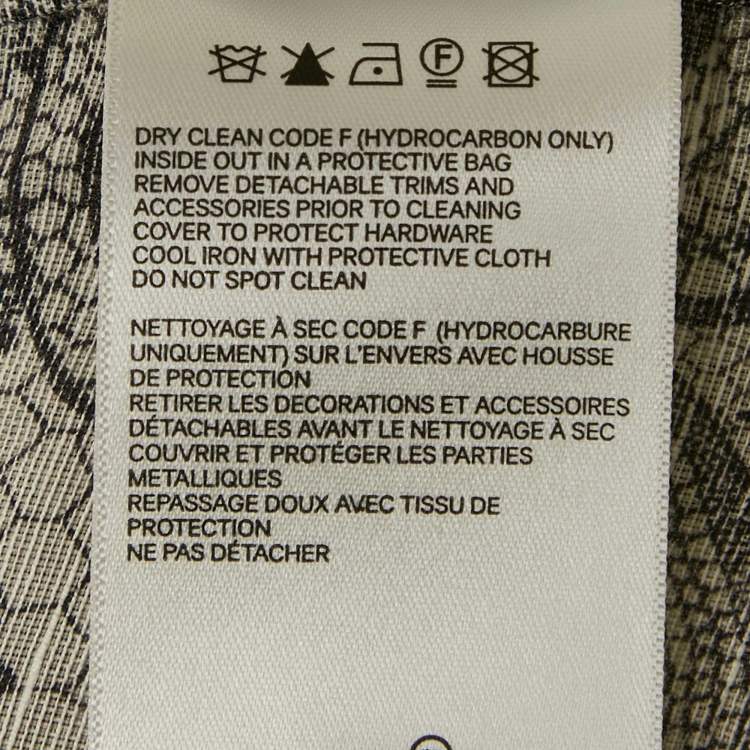 F
DRY CLEAN CODE F (HYDROCARBON ONLY)
INSIDE OUT IN A PROTECTIVE BAG
REMOVE DETACHABLE TRIMS AND
ACCESSORIES PRIOR TO CLEANING
COVER TO PROTECT HARDWARE
COOL IRON WITH PROTECTIVE CLOTH
DO NOT SPOT CLEAN
NETTOYAGE À SEC CODE F (HYDROCARBURE
UNIQUEMENT) SUR L'ENVERS AVEC HOUSSE
DE PROTECTION
RETIRER LES DECORATIONS ET ACCESSOIRES
DÉTACHABLES AVANT LE NETTOYAGE À SEC
COUVRIR ET PROTÉGER LES PARTIES
METALLIQUES
REPASSAGE DOUX AVEC TISSU DE
PROTECTION
NE PAS DÉTACHER